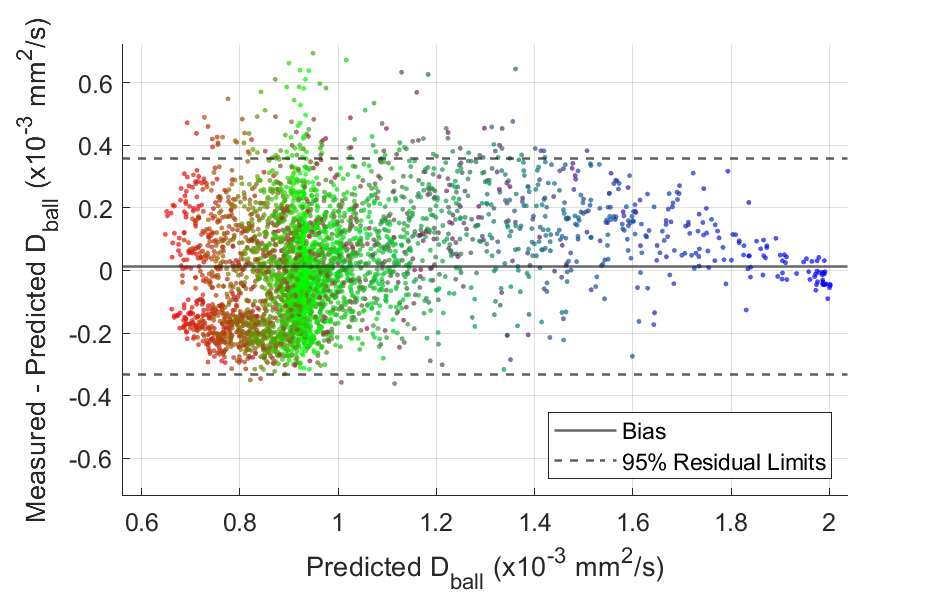 Measured - Predicted D_ball (x10^-3 mm^2/s)
0.6
0.4
0.2
0
-0.2
-0.4
-0.6
Bias
95% Residual Limits
0.6 0.8 1 1.2 1.4 1.6 1.8 2
Predicted D_ball (x10^-3 mm^2/s)